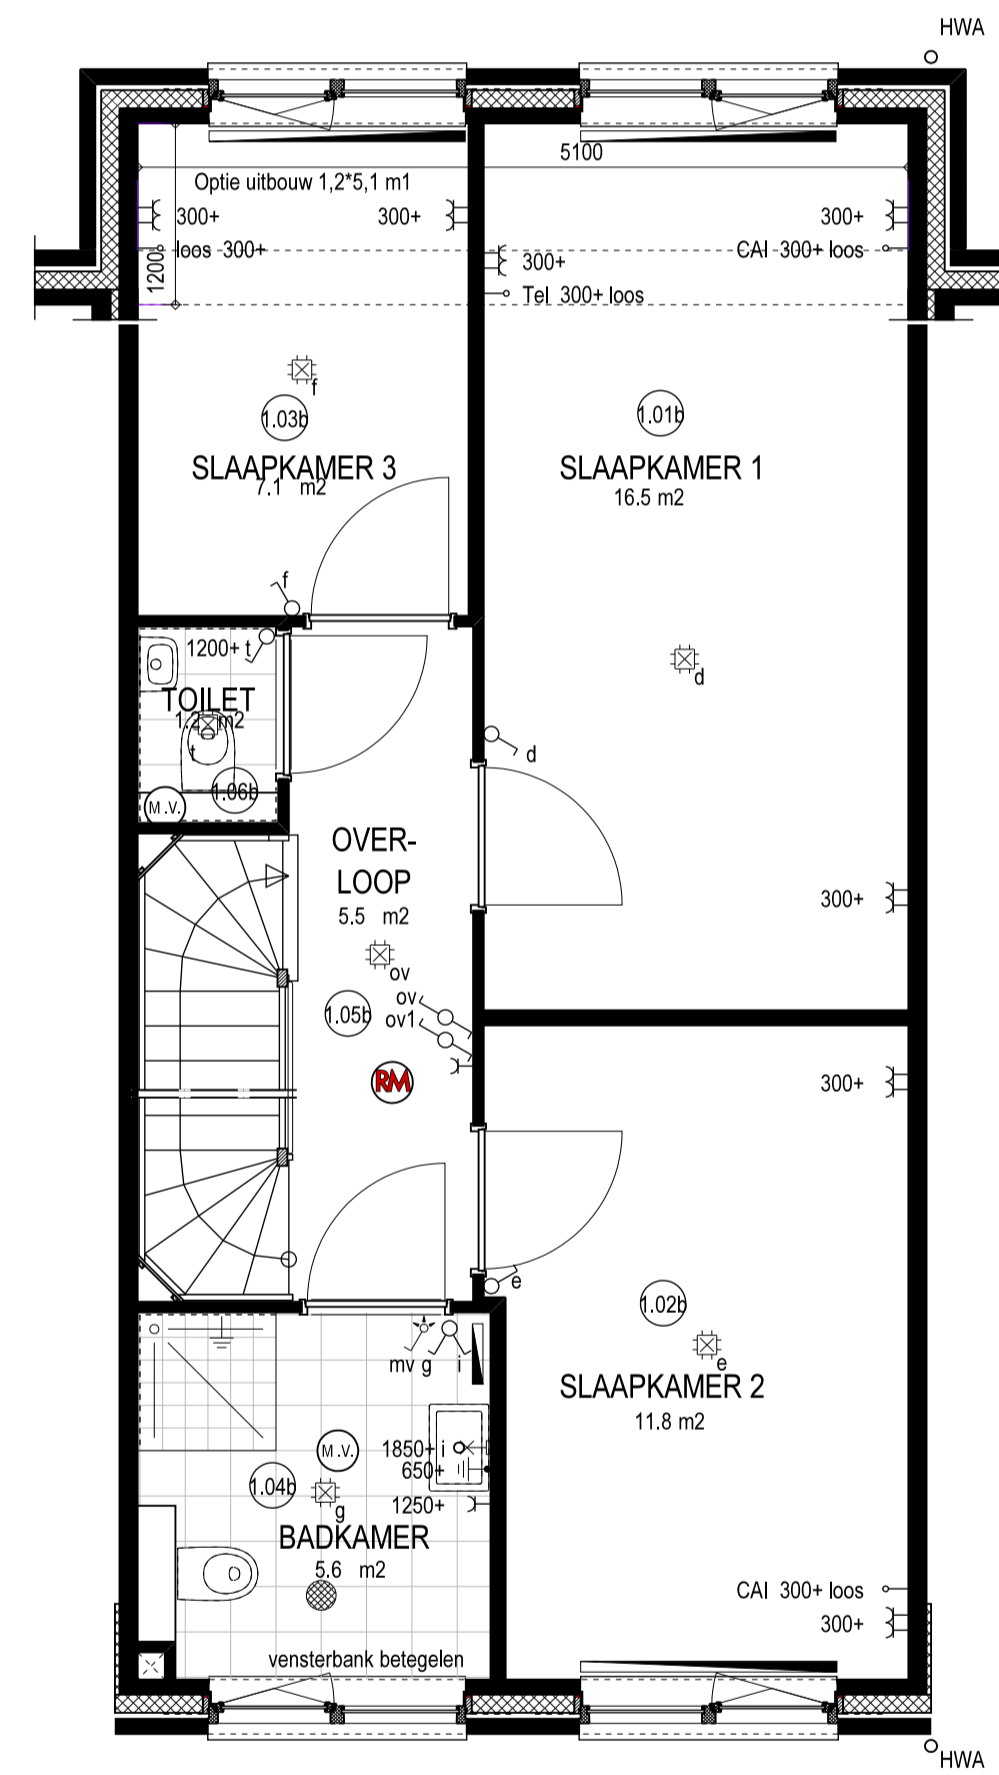 HWA
5100
Optie uitbouw 1,2*5,1 m1
300+
300+
300+
loos 300+
CAI 300+ loos
1200
300+
Tel 300+ loos
f
1.03b
1.01b
SLAAPKAMER 3
7.1 m2
SLAAPKAMER 1
16.5 m2
f
1200+ t
d
TOILET
m2
t
d
1.06b
M.V.
OVER-
LOOP
5.5 m2
300+
ov
ov
1.05b
ov1
RM
300+
e
1.02b
mv g i
e
SLAAPKAMER 2
11.8 m2
M.V.
1850+ i
650+
1.04b
1250+
g
BADKAMER
5.6 m2
CAI 300+ loos
300+
vensterbank betegelen
HWA